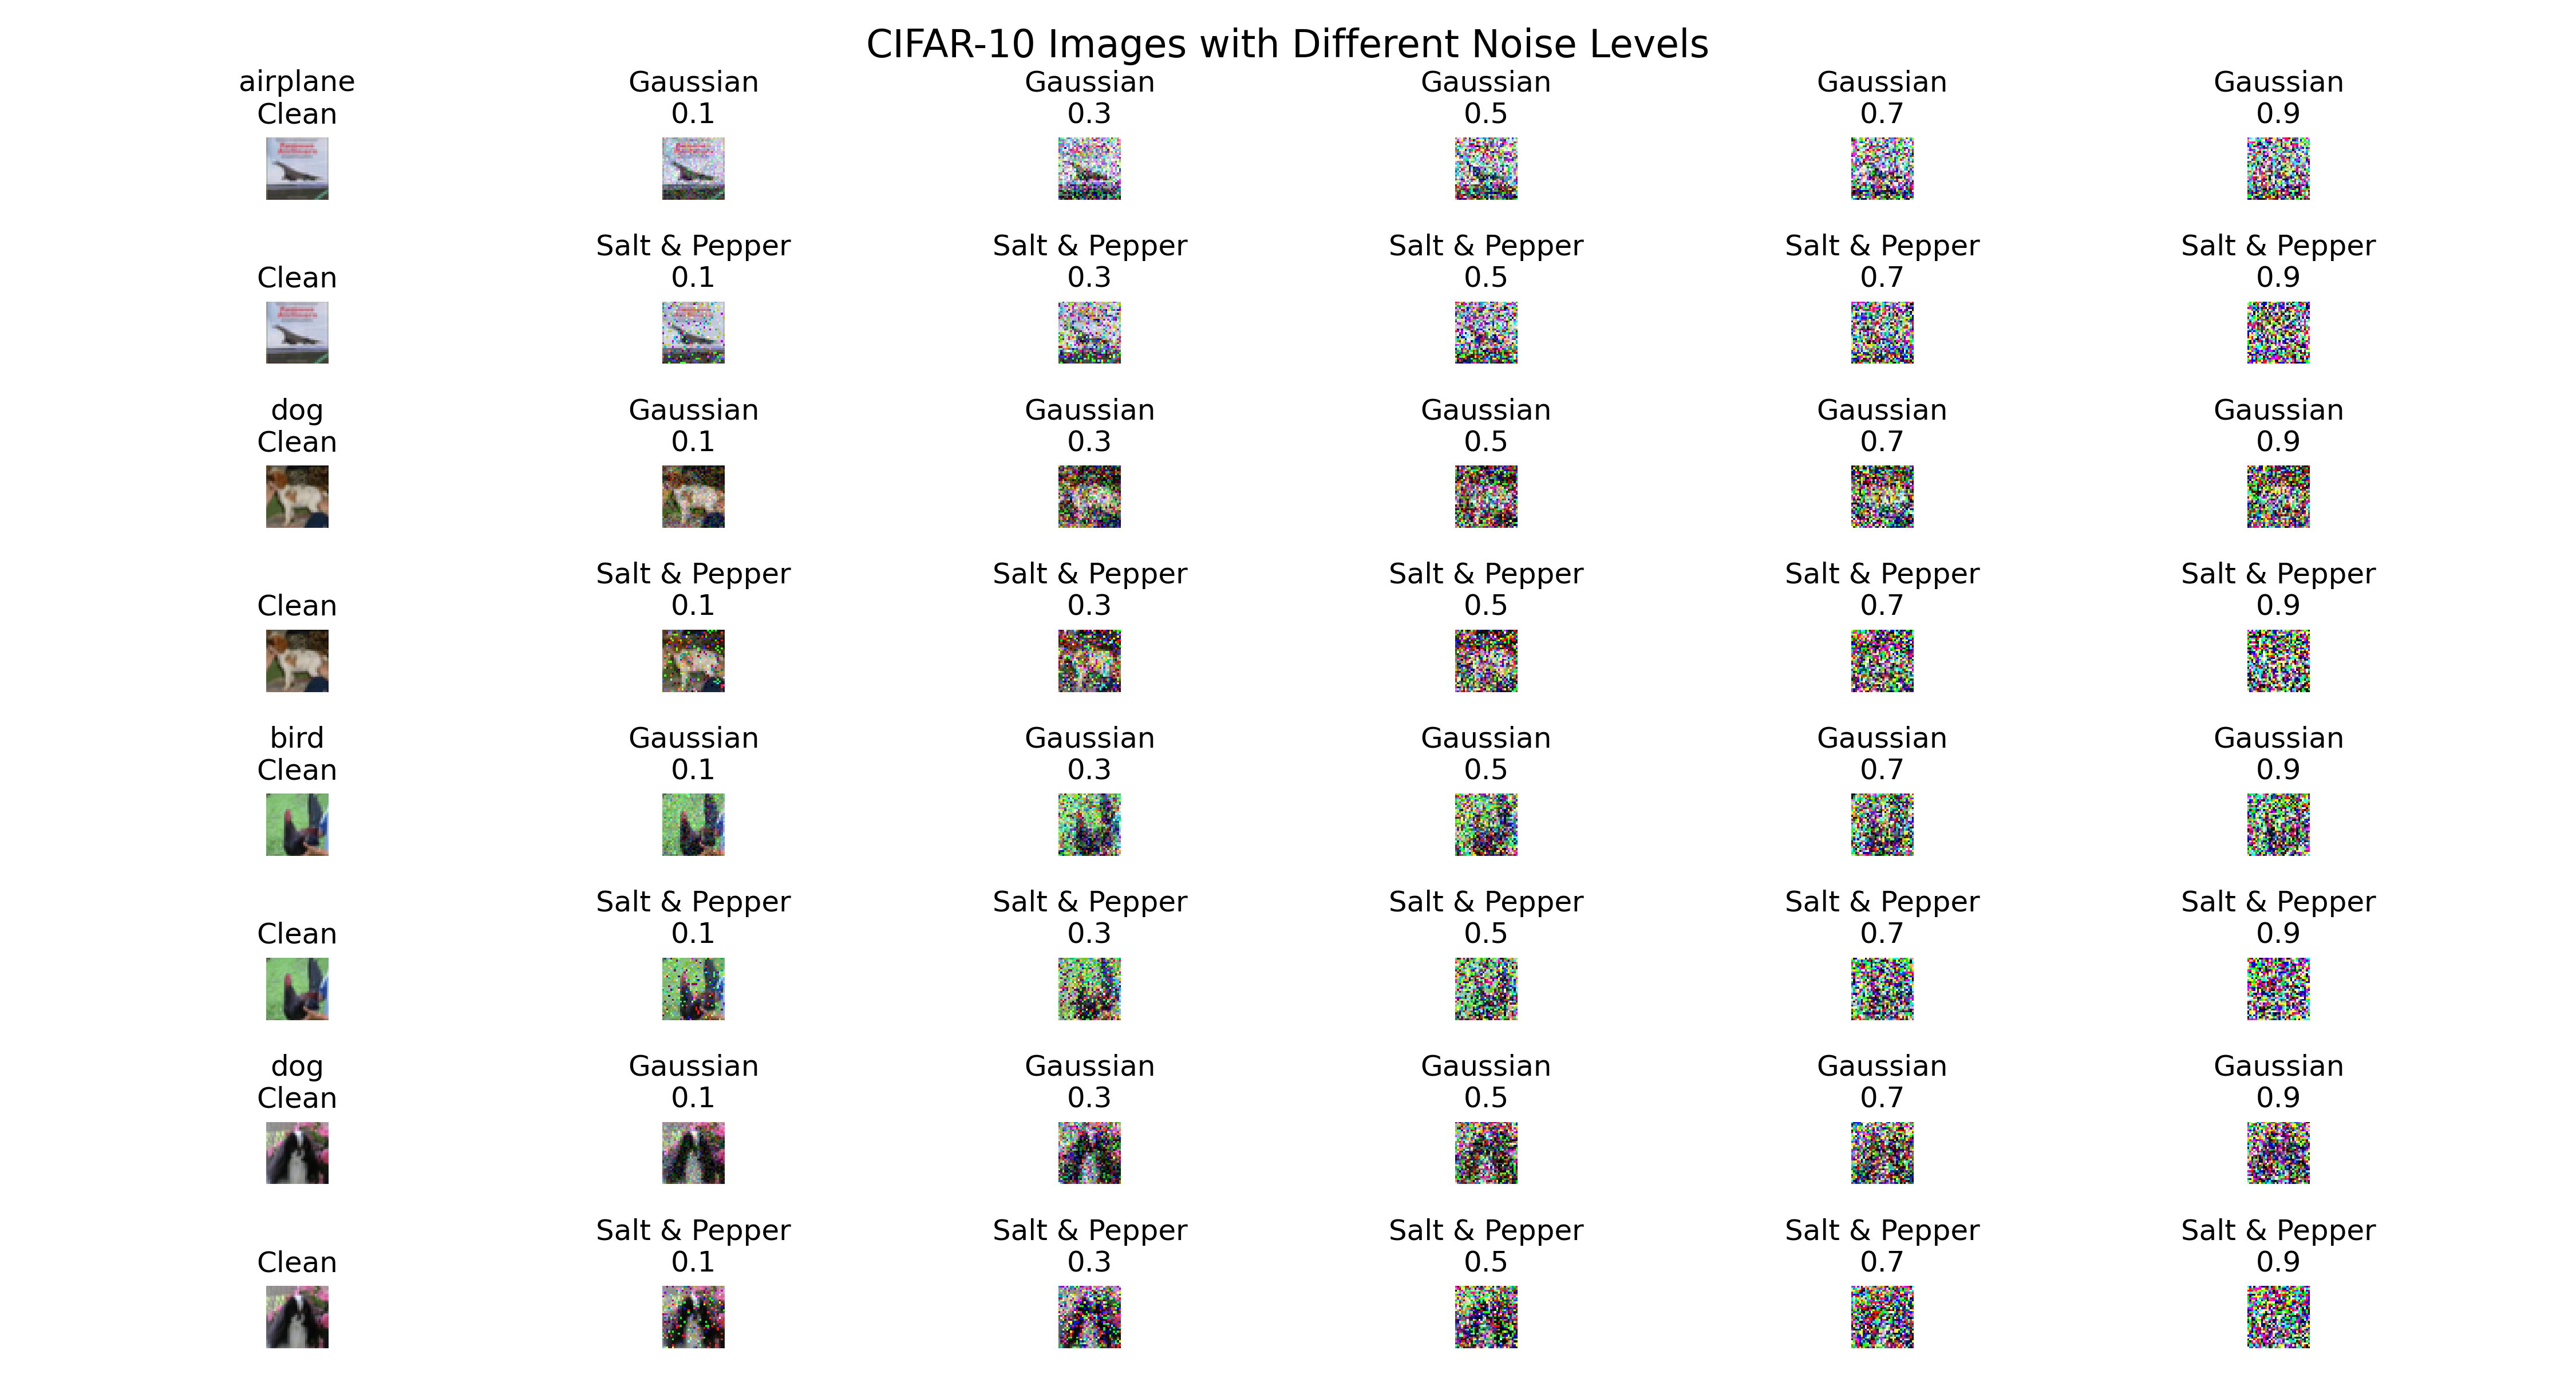 CIFAR-10 Images with Different Noise Levels
airplane Gaussian Gaussian Gaussian Gaussian Gaussian
Clean 0.1 0.3 0.5 0.7 0.9
Salt & Pepper Salt & Pepper Salt & Pepper Salt & Pepper Salt & Pepper
Clean 0.1 0.3 0.5 0.7 0.9
dog Gaussian Gaussian Gaussian Gaussian Gaussian
Clean 0.1 0.3 0.5 0.7 0.9
Salt & Pepper Salt & Pepper Salt & Pepper Salt & Pepper Salt & Pepper
Clean 0.1 0.3 0.5 0.7 0.9
bird Gaussian Gaussian Gaussian Gaussian Gaussian
Clean 0.1 0.3 0.5 0.7 0.9
Salt & Pepper Salt & Pepper Salt & Pepper Salt & Pepper Salt & Pepper
Clean 0.1 0.3 0.5 0.7 0.9
dog Gaussian Gaussian Gaussian Gaussian Gaussian
Clean 0.1 0.3 0.5 0.7 0.9
Salt & Pepper Salt & Pepper Salt & Pepper Salt & Pepper Salt & Pepper
Clean 0.1 0.3 0.5 0.7 0.9